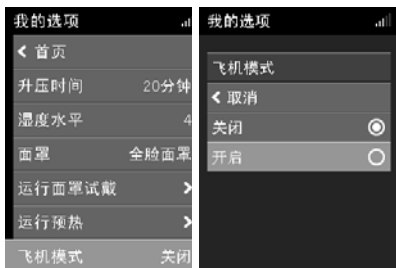 我的选项
首页
升压时间 20分钟
湿度水平 4
面罩 全脸面罩
运行面罩试戴
运行预热
飞机模式 关闭
我的选项
飞机模式
取消
关闭
开启